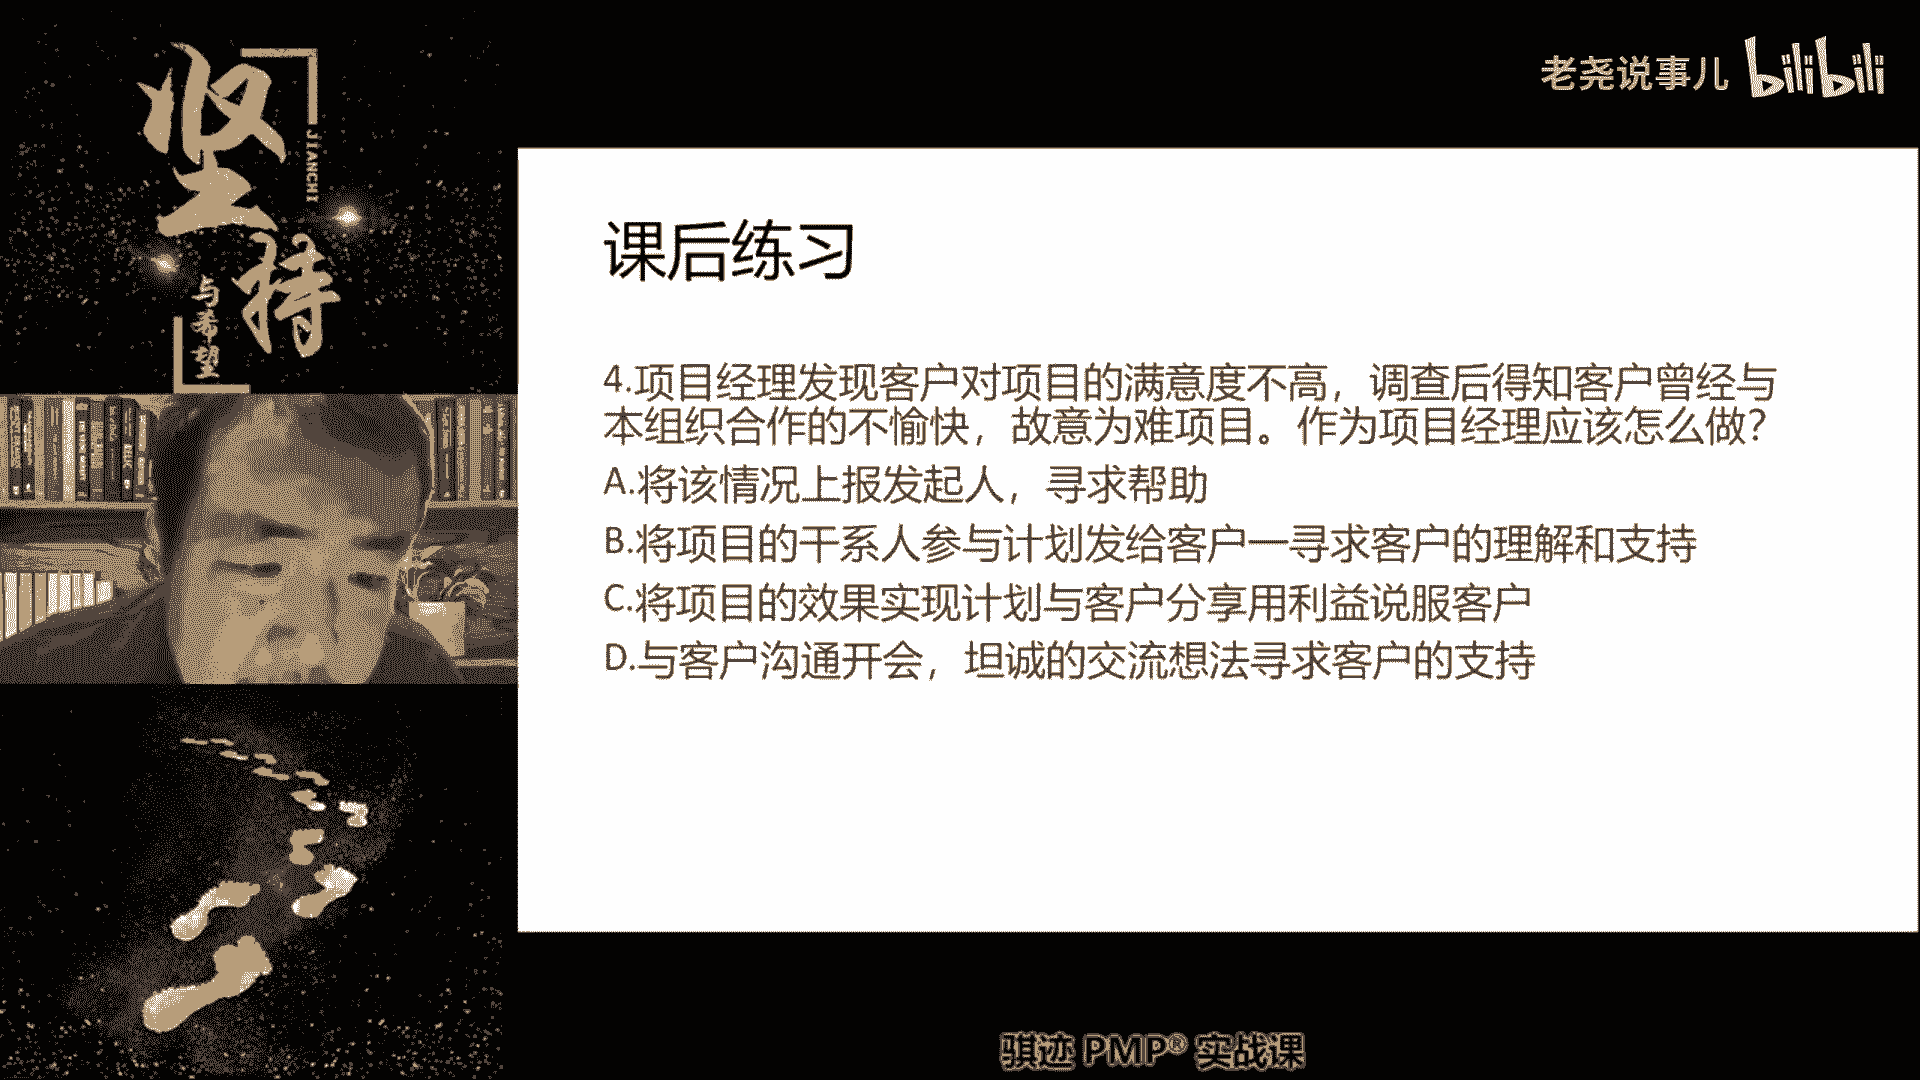 坚持
JIANCHI
与希望
老尧说事儿 bilibili
课后练习
4.项目经理发现客户对项目的满意度不高，调查后得知客户曾经与
本组织合作的不愉快，故意为难项目。作为项目经理应该怎么做？
A.将该情况上报发起人，寻求帮助
B.将项目的干系人参与计划发给客户一寻求客户的理解和支持
C.将项目的效果实现计划与客户分享用利益说服客户
D.与客户沟通开会，坦诚的交流想法寻求客户的支持
骐迹 PMP® 实战课